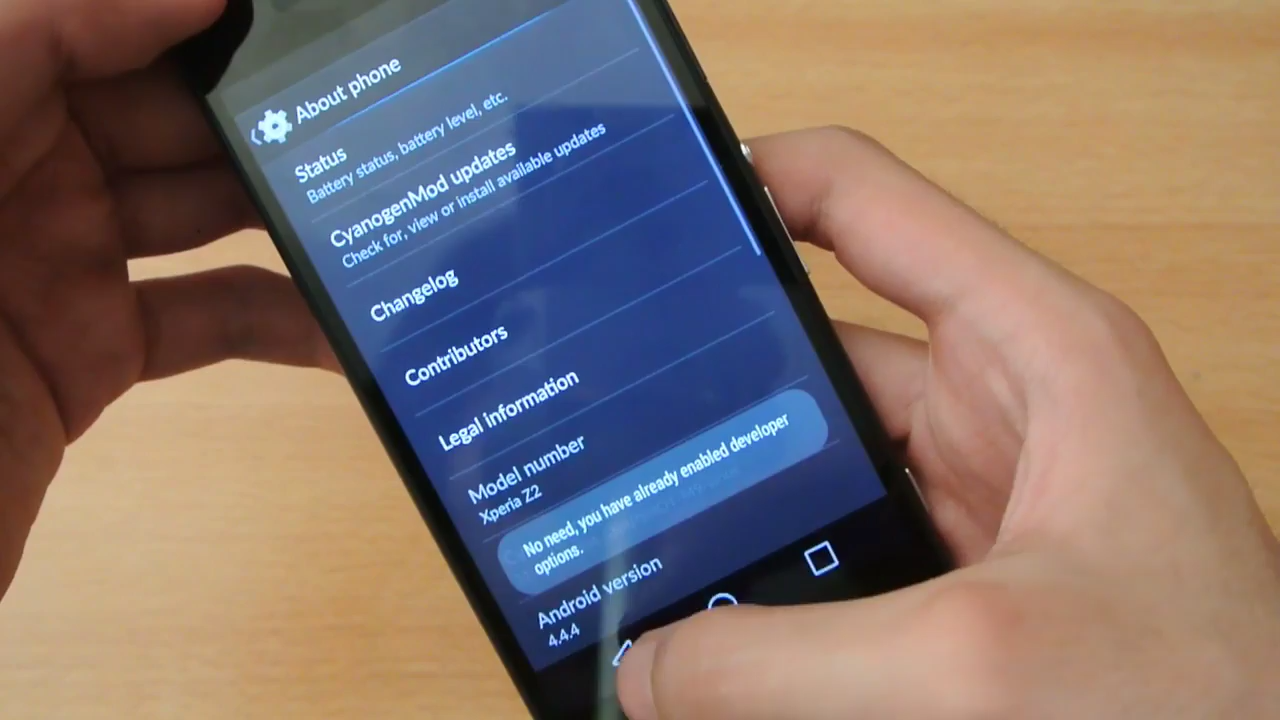 About phone
Status
Battery status, battery level, etc.
CyanogenMod updates
Check for, view or install available updates
Changelog
Contributors
Legal information
Model number
Xperia Z2
No need, you have already enabled developer
options.
Android version
4.4.4